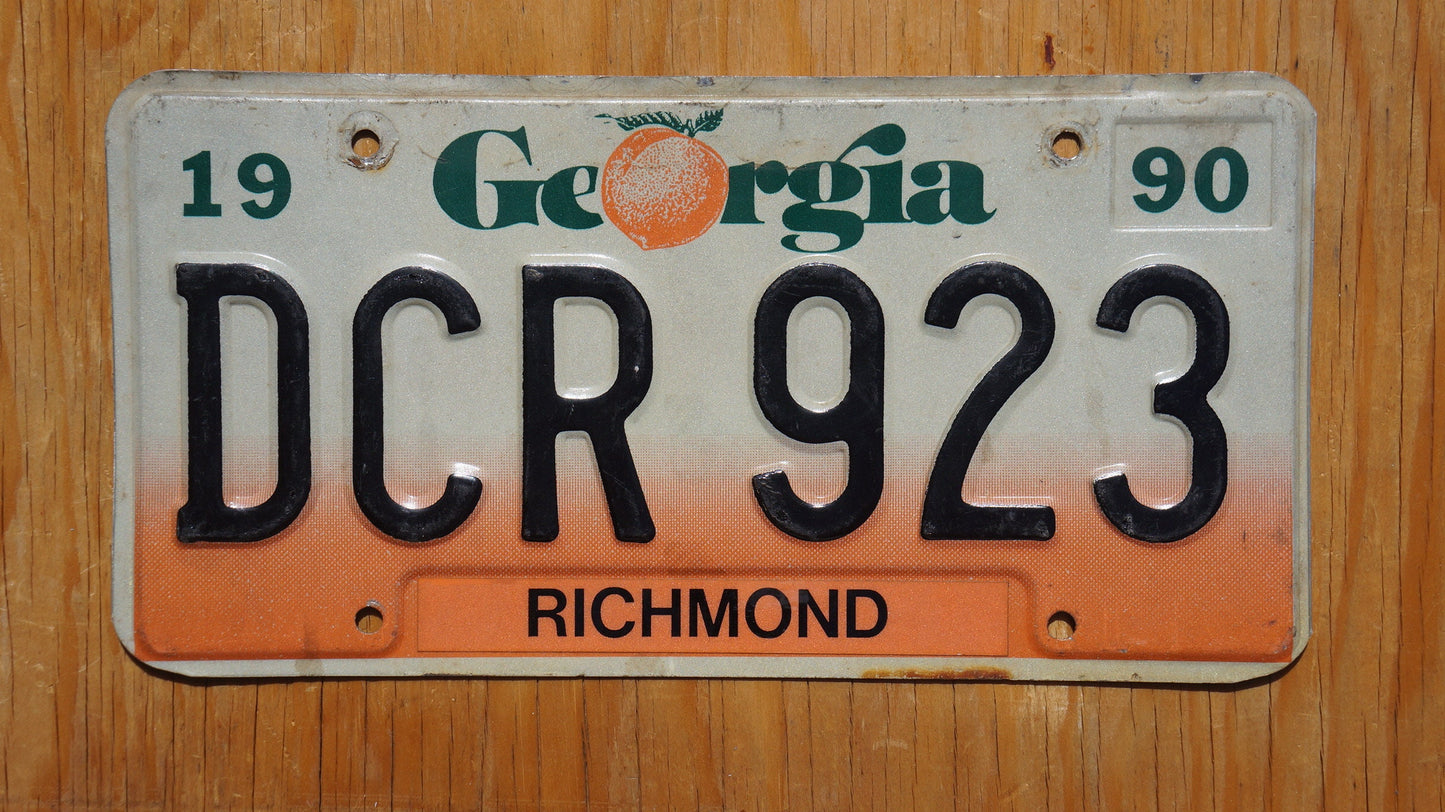 19 Georgia 90
DCR 923
RICHMOND